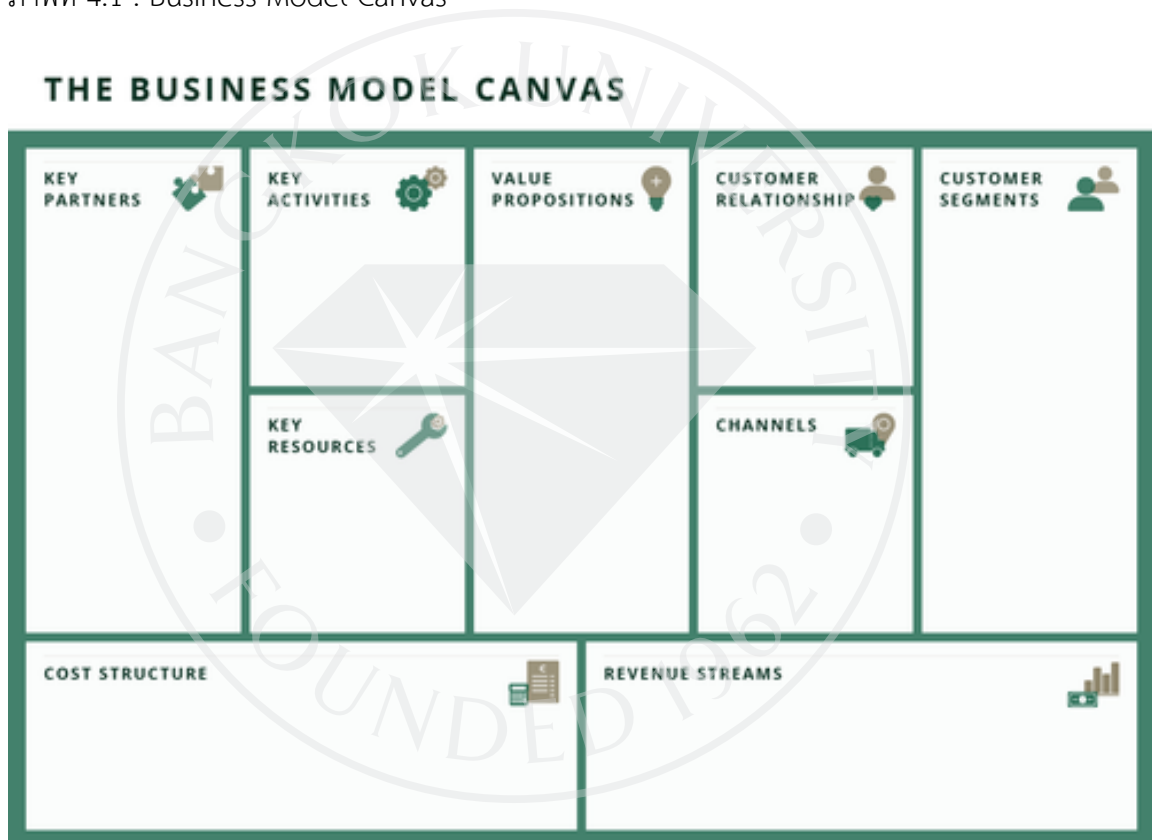 ภาพที่ 4.1 : Business Model Canvas
THE BUSINESS MODEL CANVAS
KEY
PARTNERS
KEY
ACTIVITIES
VALUE
PROPOSITIONS
CUSTOMER
RELATIONSHIP
CUSTOMER
SEGMENTS
KEY
RESOURCES
CHANNELS
COST STRUCTURE
REVENUE STREAMS
BANGKOK UNIVERSITY
FOUNDED 1962